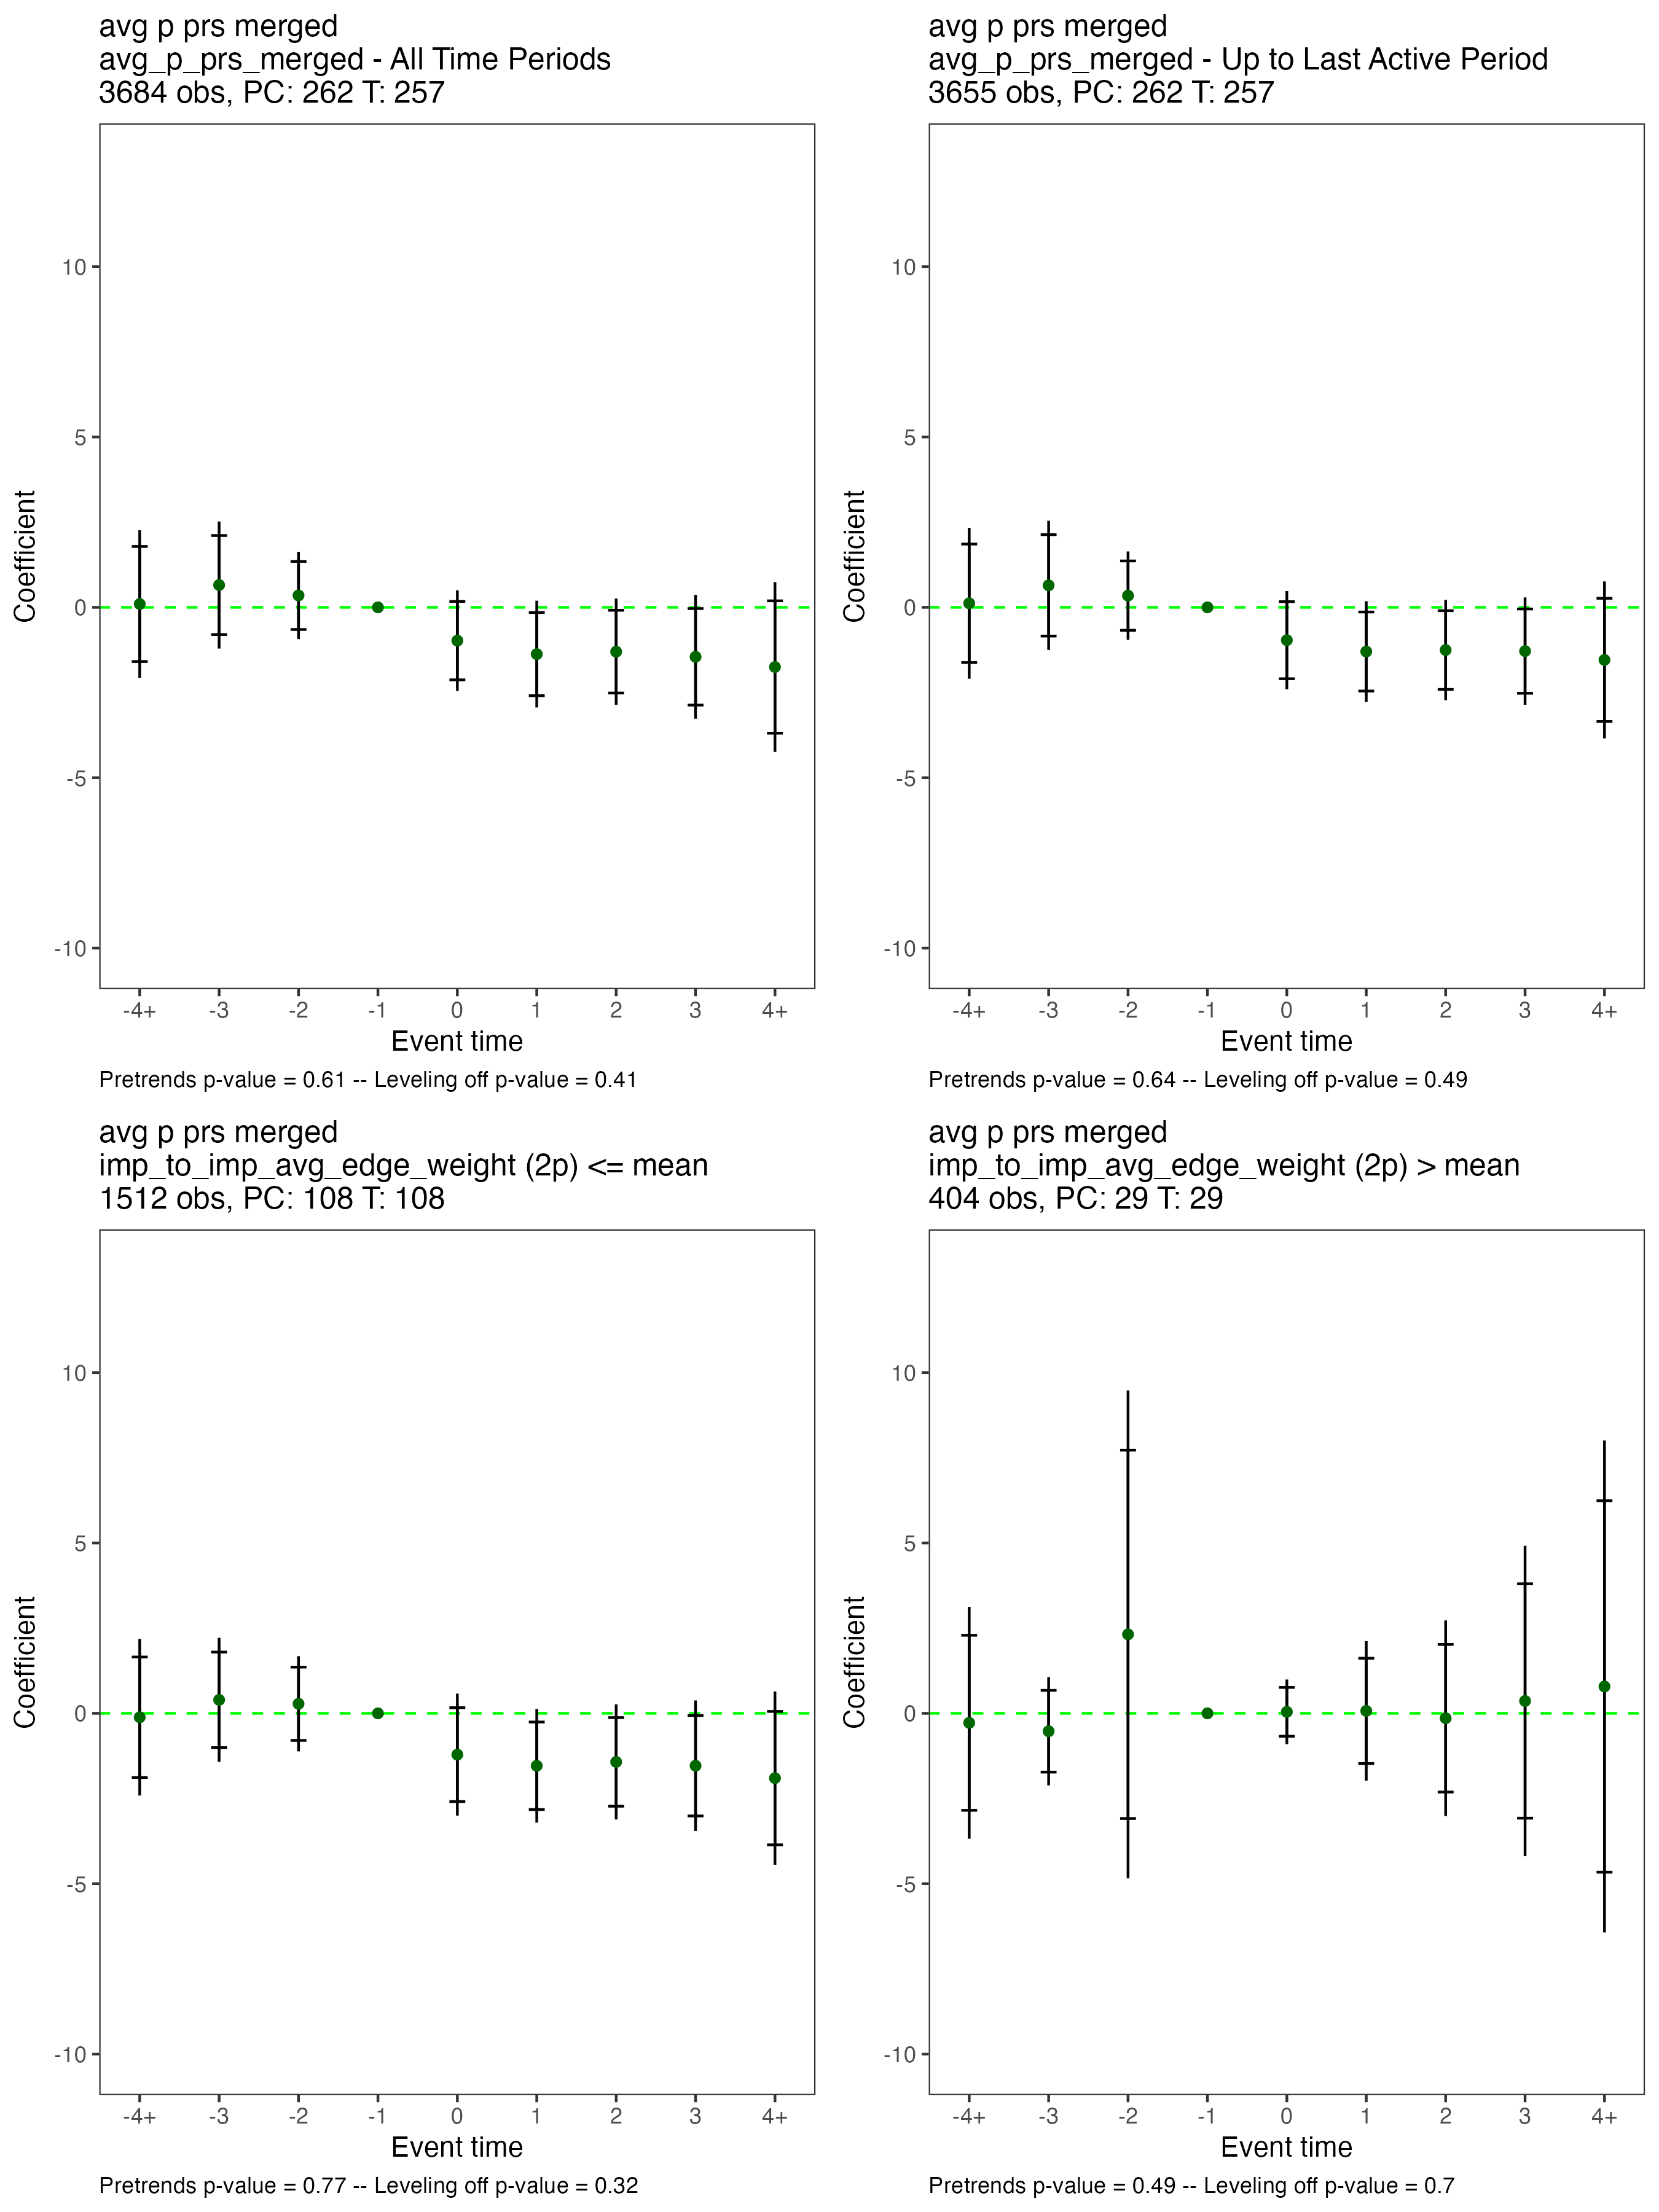 avg p prs merged
avg_p_prs_merged - All Time Periods
3684 obs, PC: 262 T: 257
10
5
0
-5
-10
Coefficient
-4+ -3 -2 -1 0 1 2 3 4+
Event time
Pretrends p-value = 0.61 -- Leveling off p-value = 0.41
avg p prs merged
avg_p_prs_merged - Up to Last Active Period
3655 obs, PC: 262 T: 257
10
5
0
-5
-10
Coefficient
-4+ -3 -2 -1 0 1 2 3 4+
Event time
Pretrends p-value = 0.64 -- Leveling off p-value = 0.49
avg p prs merged
imp_to_imp_avg_edge_weight (2p) <= mean
1512 obs, PC: 108 T: 108
10
5
0
-5
-10
Coefficient
-4+ -3 -2 -1 0 1 2 3 4+
Event time
Pretrends p-value = 0.77 -- Leveling off p-value = 0.32
avg p prs merged
imp_to_imp_avg_edge_weight (2p) > mean
404 obs, PC: 29 T: 29
10
5
0
-5
-10
Coefficient
-4+ -3 -2 -1 0 1 2 3 4+
Event time
Pretrends p-value = 0.49 -- Leveling off p-value = 0.7